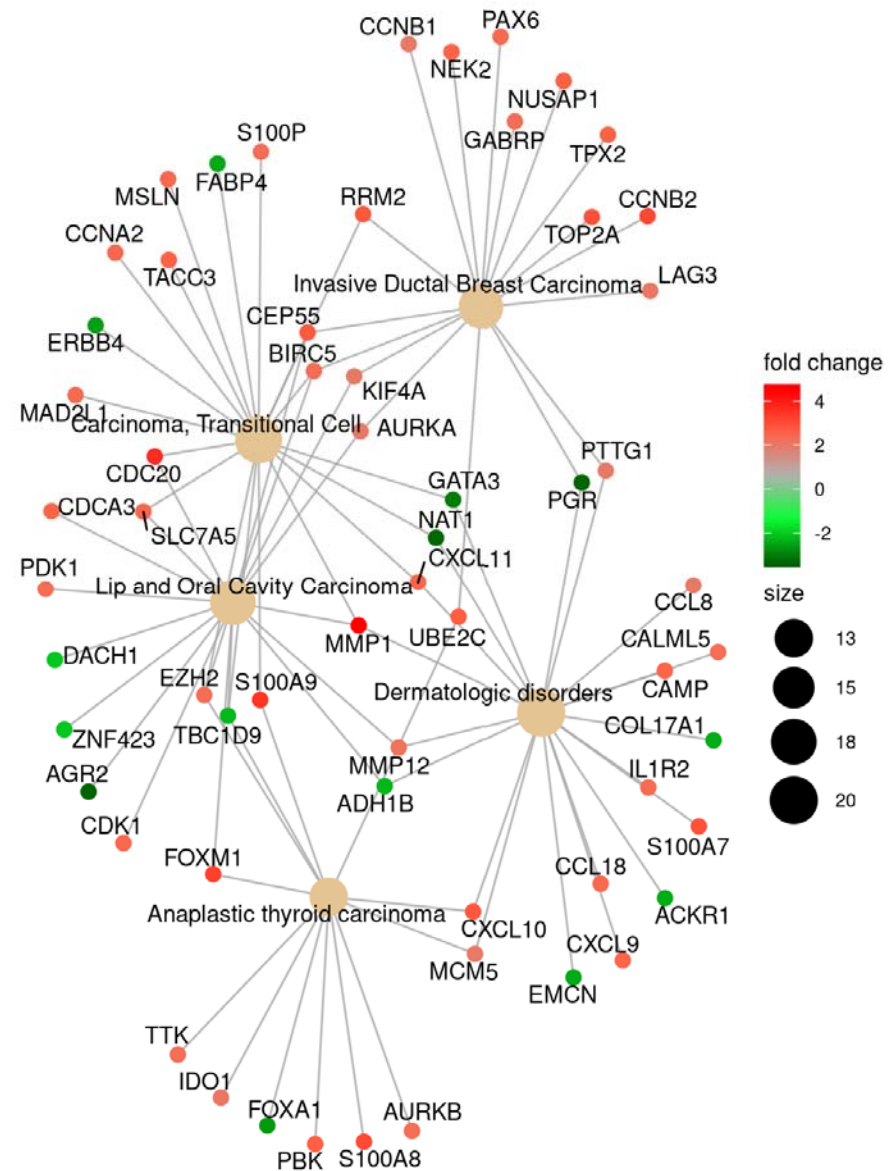 CCNB1
PAX6
NEK2
NUSAP1
GABRP
TPX2
S100P
FABP4
MSLN
RRM2
CCNB2
TOP2A
CCNA2
TACC3
LAG3
Invasive Ductal Breast Carcinoma
CEP55
ERBB4
BIRC5
fold change
4
2
0
-2
KIF4A
MAD2L1
Carcinoma, Transitional Cell
AURKA
PTTG1
CDC20
GATA3
PGR
CDCA3
NAT1
SLC7A5
CXCL11
PDK1
Lip and Oral Cavity Carcinoma
size
13
15
18
20
CCL8
MMP1
UBE2C
CALML5
DACH1
EZH2
S100A9
Dermatologic disorders
CAMP
COL17A1
ZNF423
TBC1D9
MMP12
IL1R2
AGR2
ADH1B
CDK1
S100A7
FOXM1
CCL18
Anaplastic thyroid carcinoma
ACKR1
CXCL10
CXCL9
MCM5
EMCN
TTK
IDO1
FOXA1
AURKB
PBK
S100A8